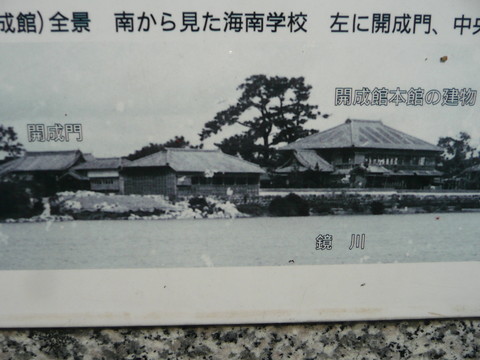 成館)全景　南から見た海南学校　左に開成門、中央
開成館本館の建物
開成門
鏡　川